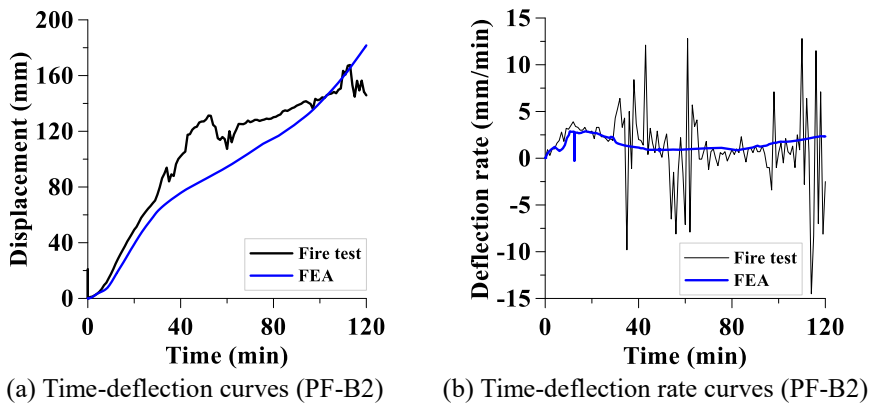 200
160
120
80
40
0
Displacement (mm)
Fire test
FEA
0 40 80 120
Time (min)
(a) Time-deflection curves (PF-B2)
15
10
5
0
-5
-10
-15
Deflection rate (mm/min)
Fire test
FEA
0 40 80 120
Time (min)
(b) Time-deflection rate curves (PF-B2)